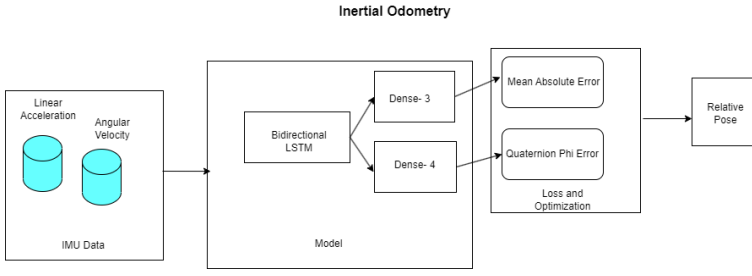 Inertial Odometry
Linear
Acceleration
Angular
Velocity
IMU Data
Bidirectional
LSTM
Dense- 3
Dense- 4
Model
Mean Absolute Error
Quaternion Phi Error
Loss and
Optimization
Relative
Pose